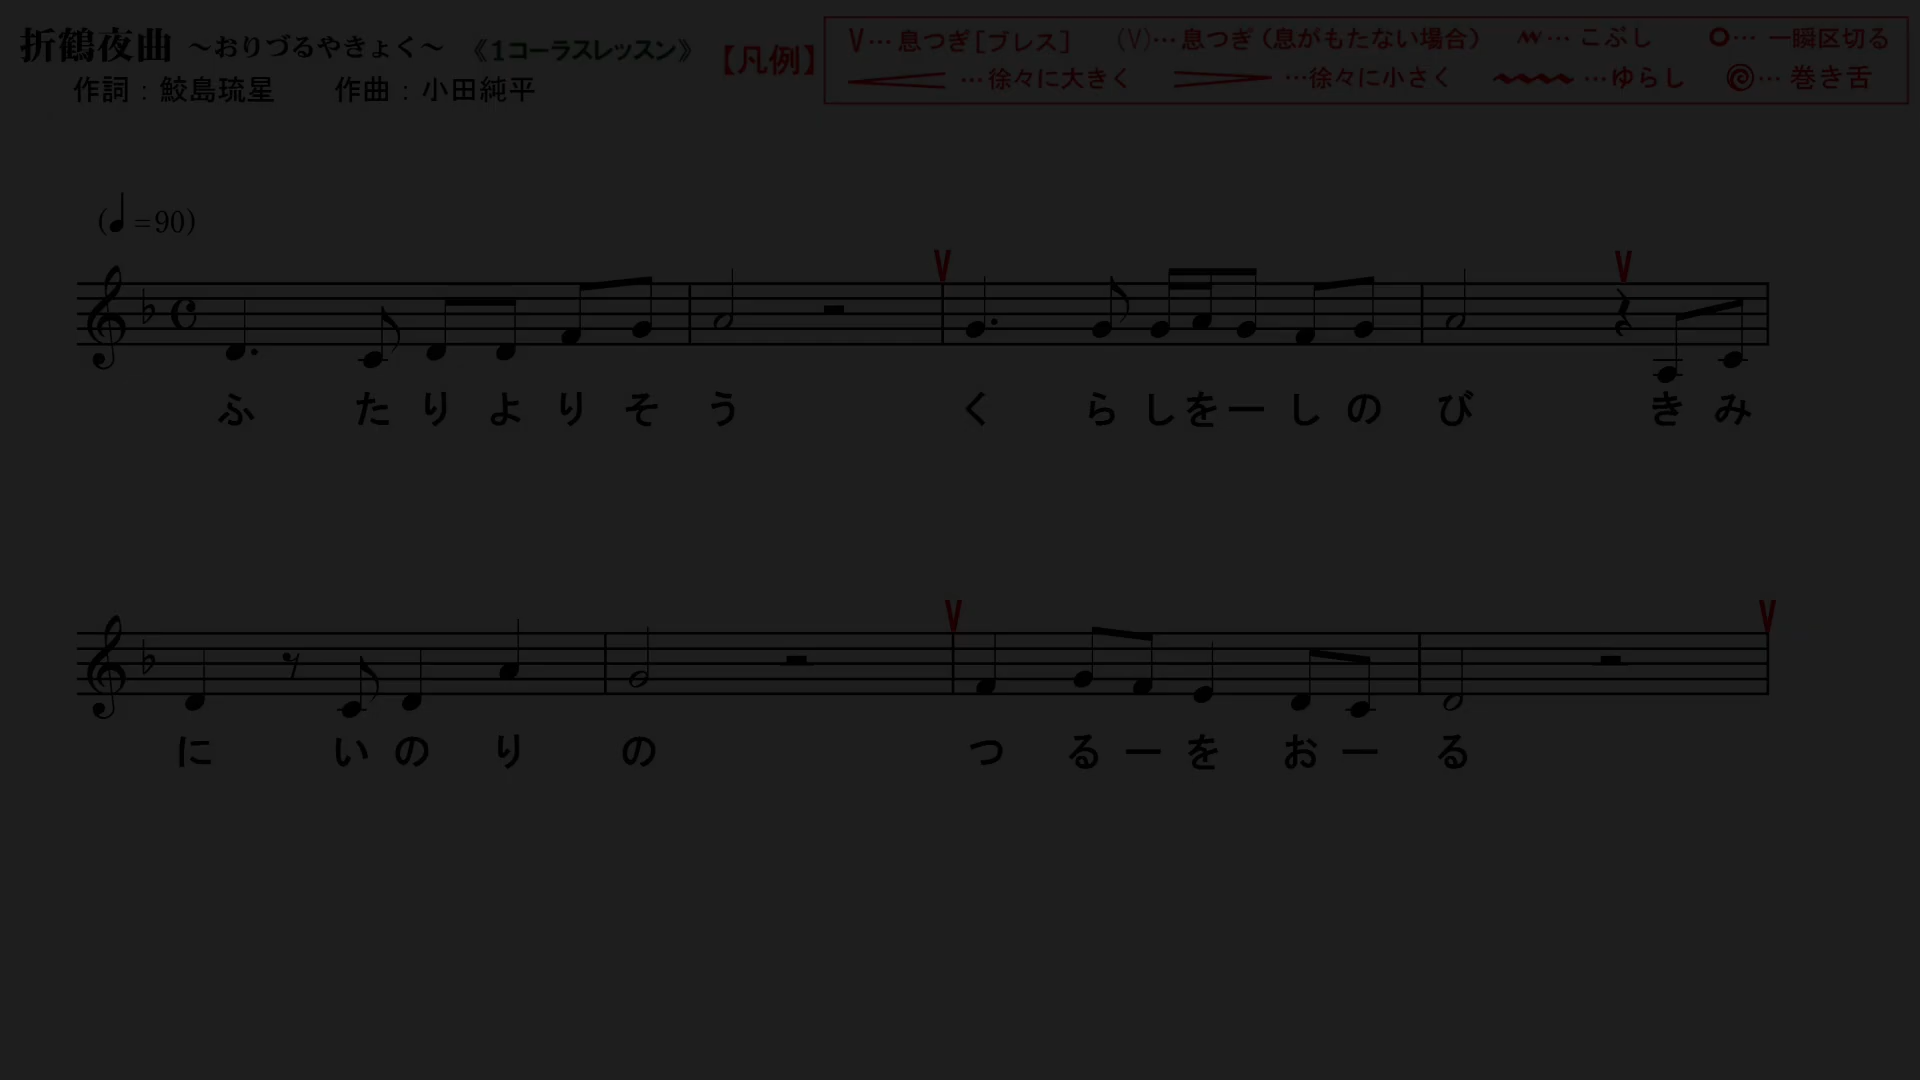 折鶴夜曲 ～おりづるやきょく～ 《1コーラスレッスン》
作詞：鮫島琉星 作曲：小田純平
【凡例】
V… 息つぎ［ブレス］ (V)… 息つぎ（息がもたない場合） … こぶし … 一瞬区切る
…徐々に大きく …徐々に小さく …ゆらし … 巻き舌
(♩=90)
ふたりよりそう くらしをーしのび きみ
にいのりの つるーをおーる